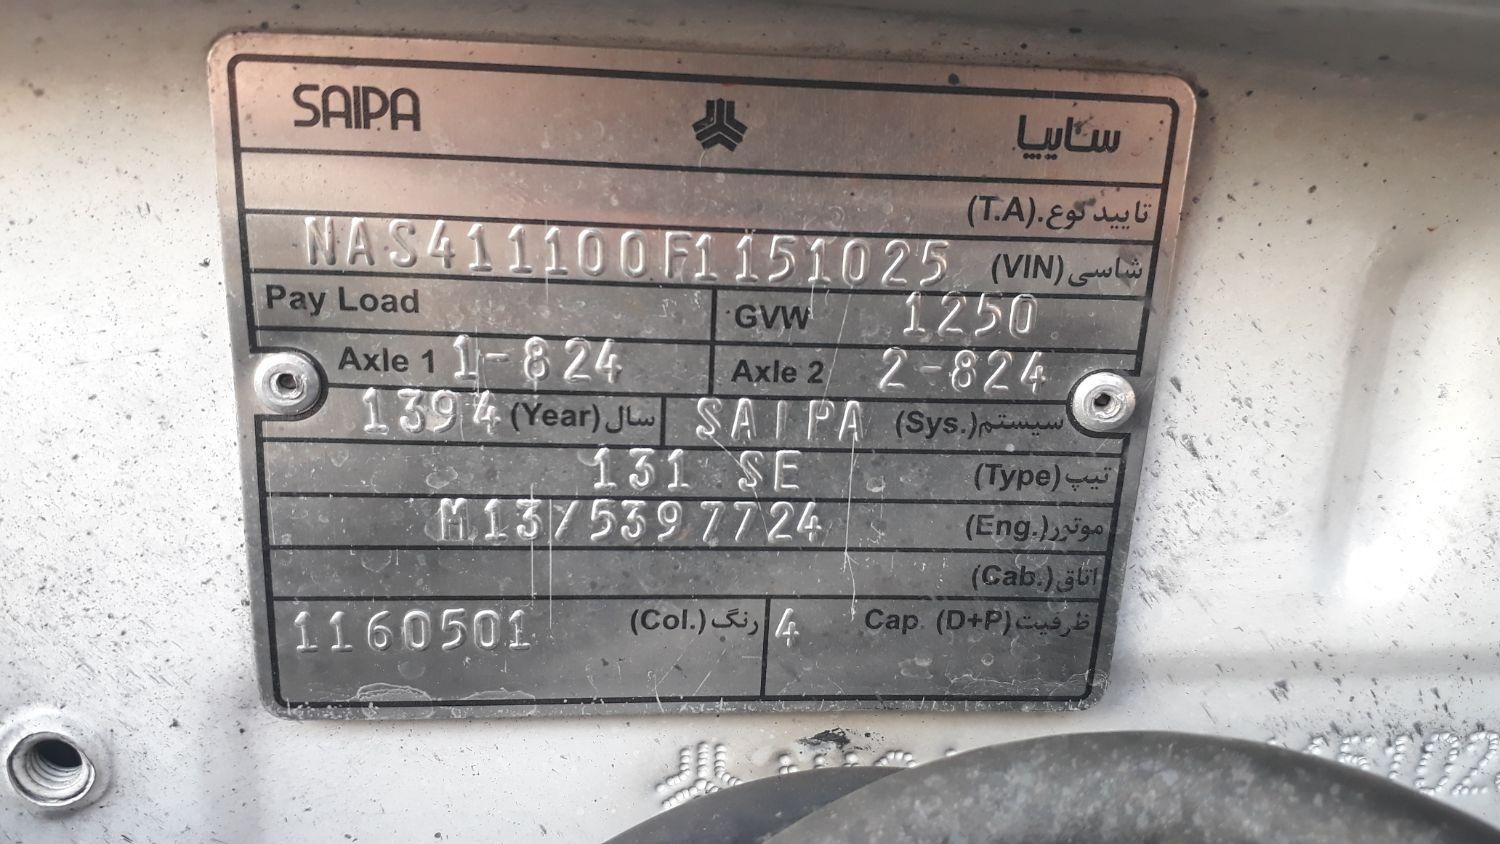 SAIPA سایپا
تایید نوع.(T.A)
NAS411100F1151025 شاسی (VIN)
Pay Load GVW 1250
Axle 1 1-824 Axle 2 2-824
1394 سال (Year) SAIPA سیستم(Sys.)
131 SE تیپ (Type)
M13/5397724 موتور(Eng.)
اتاق(Cab.)
1160501 رنگ (Col.) 4 Cap. (D+P) ظرفیت